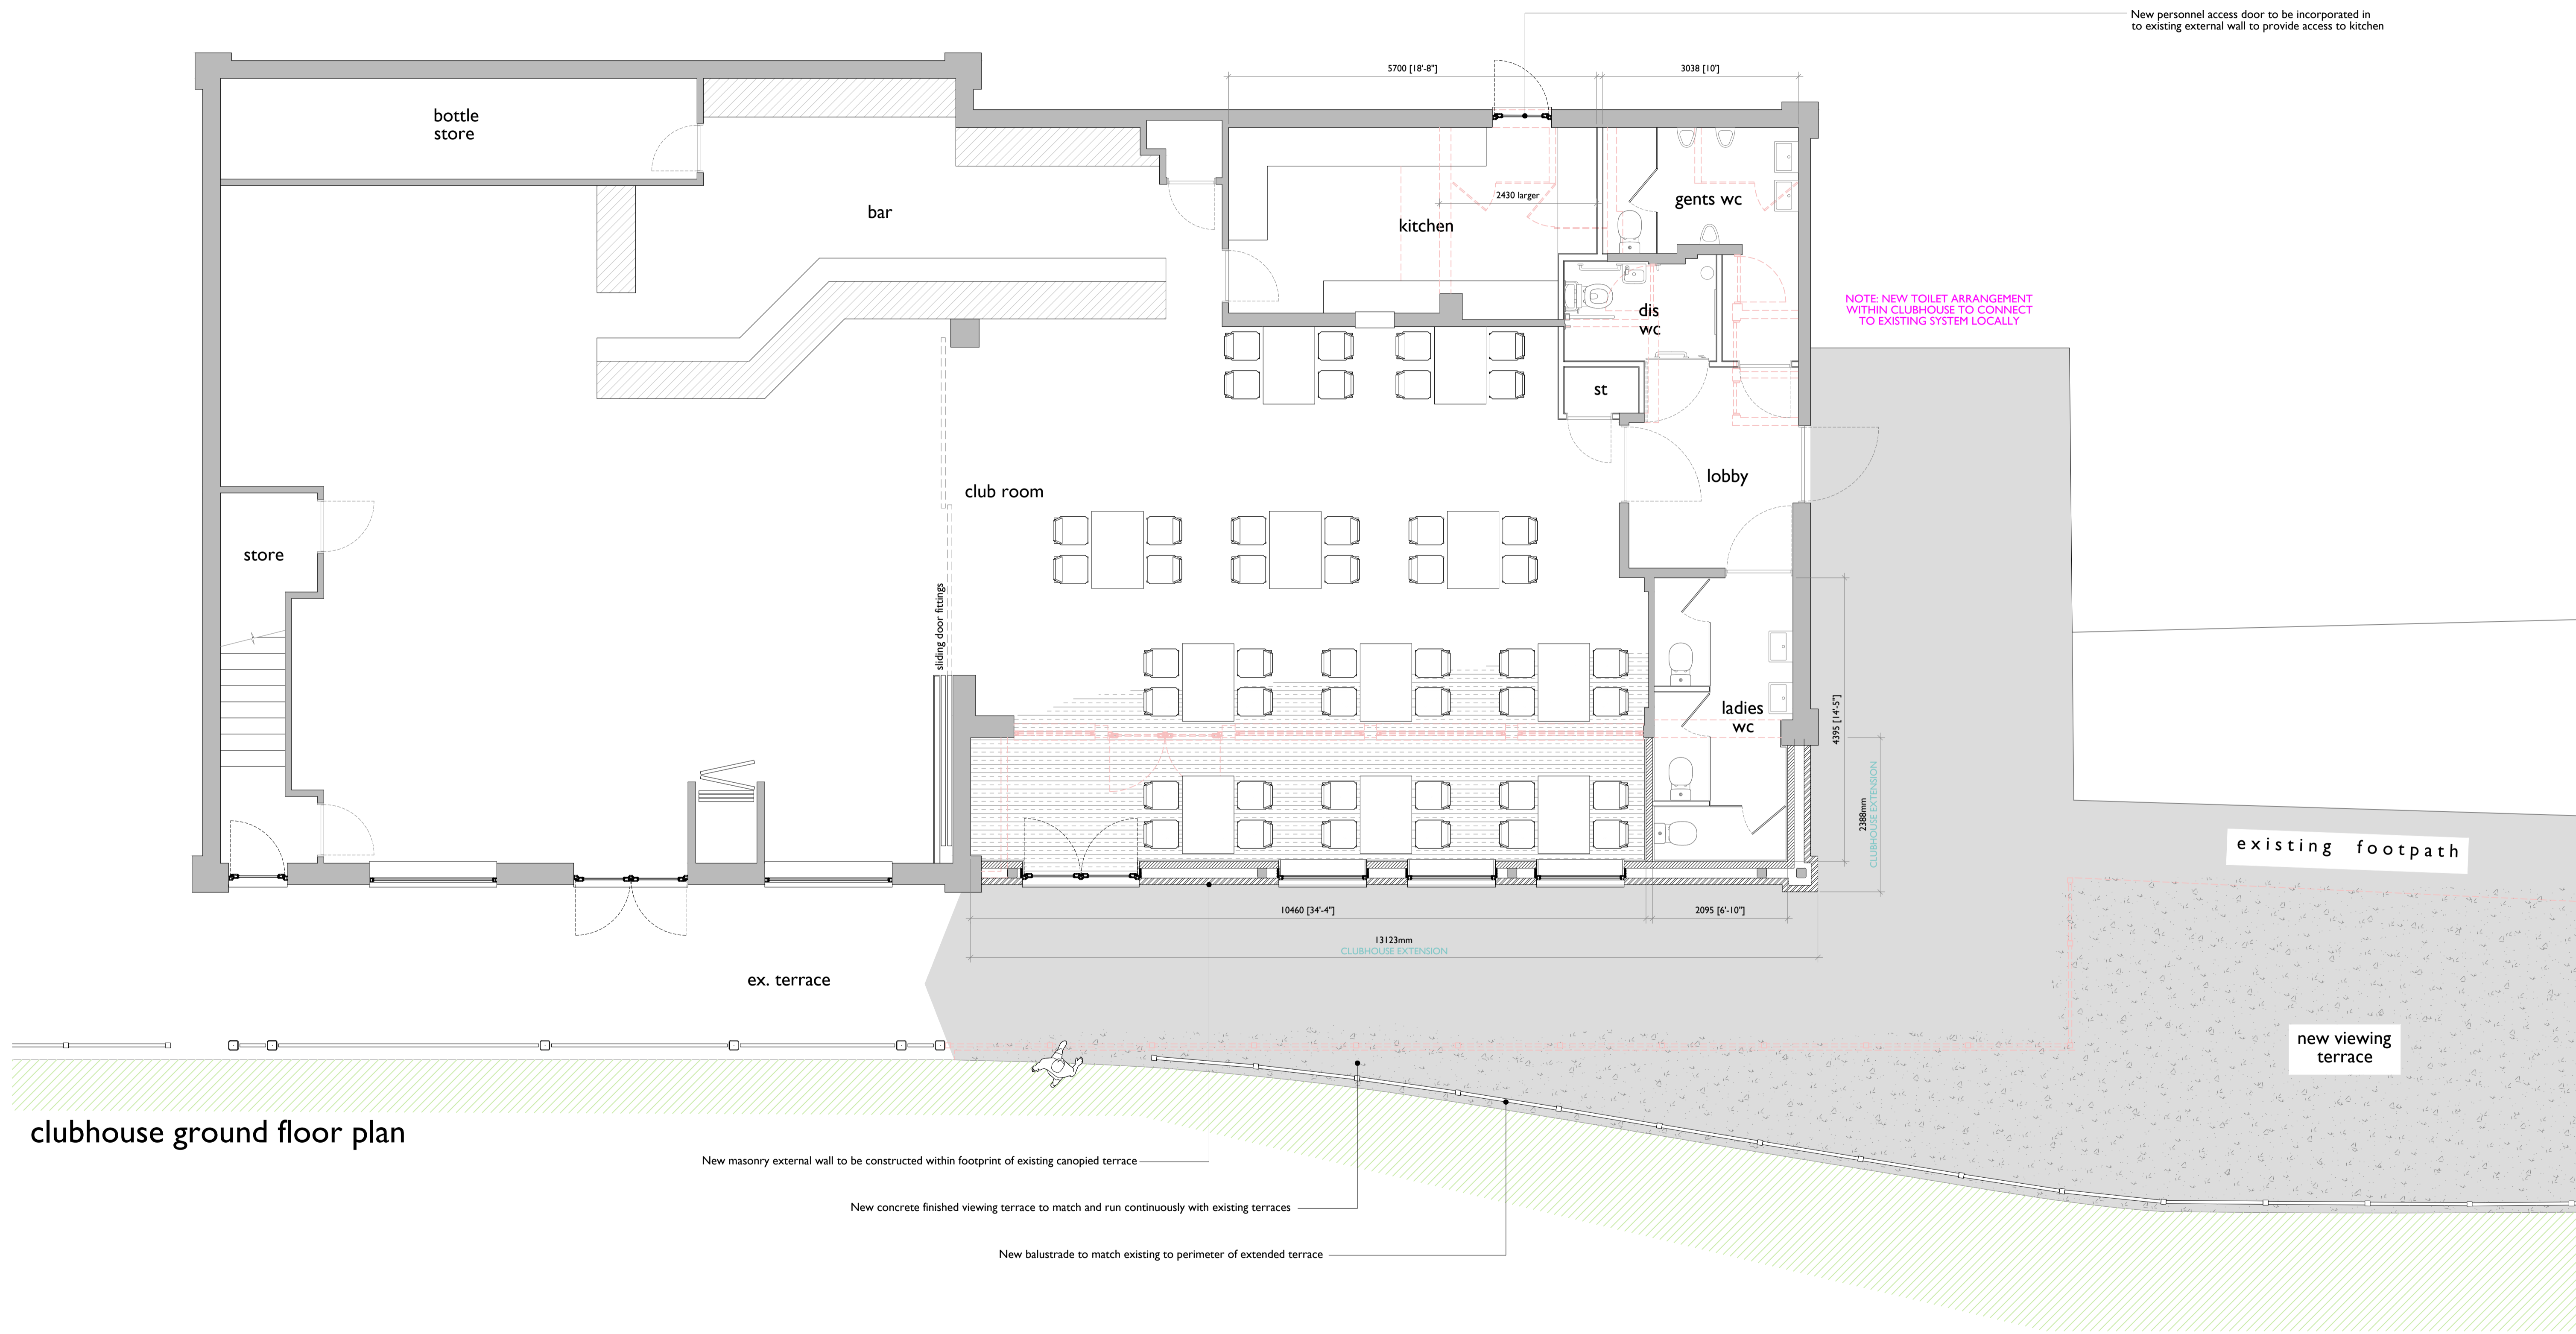 New personnel access door to be incorporated in
to existing external wall to provide access to kitchen
5700 [18'-8"]
3038 [10']
bottle
store
bar
2430 larger
gents wc
kitchen
NOTE: NEW TOILET ARRANGEMENT
WITHIN CLUBHOUSE TO CONNECT
TO EXISTING SYSTEM LOCALLY
dis
wc
st
lobby
club room
store
sliding door fittings
ladies
wc
4395 [14'-5"]
2388mm
CLUBHOUSE EXTENSION
existing footpath
10460 [34'-4"]
2095 [6'-10"]
13123mm
CLUBHOUSE EXTENSION
ex. terrace
new viewing
terrace
clubhouse ground floor plan
New masonry external wall to be constructed within footprint of existing canopied terrace
New concrete finished viewing terrace to match and run continuously with existing terraces
New balustrade to match existing to perimeter of extended terrace